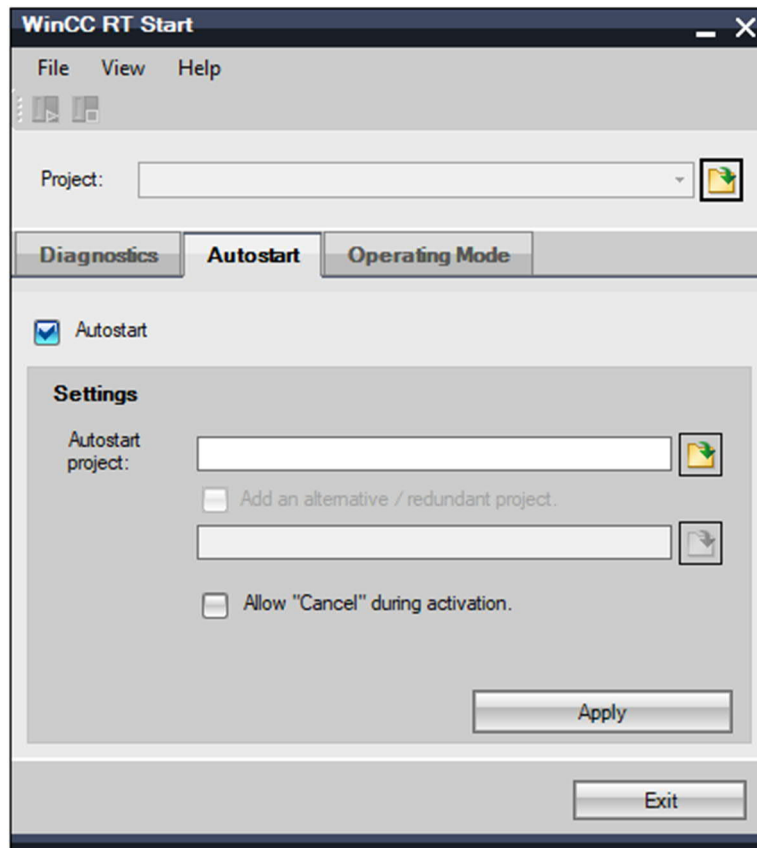 WinCC RT Start
File View Help
Project:
Diagnostics Autostart Operating Mode
Autostart
Settings
Autostart
project:
Add an alternative / redundant project.
Allow "Cancel" during activation.
Apply
Exit